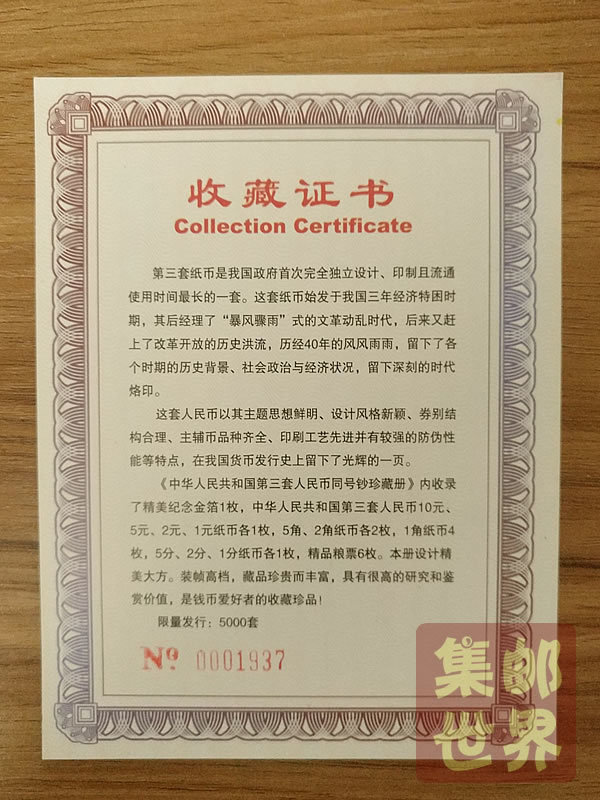 收藏证书
Collection Certificate
第三套纸币是我国政府首次完全独立设计、印制且流通
使用时间最长的一套。这套纸币始发于我国三年经济特困时
期，其后经理了“暴风骤雨”式的文革动乱时代，后来又赶
上了改革开放的历史洪流，历经40年的风风雨雨，留下了各
个时期的历史背景、社会政治与经济状况，留下深刻的时代
烙印。
这套人民币以其主题思想鲜明、设计风格新颖、券别结
构合理、主辅币品种齐全、印刷工艺先进并有较强的防伪性
能等特点，在我国货币发行史上留下了光辉的一页。
《中华人民共和国第三套人民币同号钞珍藏册》内收录
了精美纪念金箔1枚，中华人民共和国第三套人民币10元、
5元、2元、1元纸币各1枚，5角、2角纸币各2枚，1角纸币4
枚，5分、2分、1分纸币各1枚，精品粮票6枚。本册设计精
美大方。装帧高档，藏品珍贵而丰富，具有很高的研究和鉴
赏价值，是钱币爱好者的收藏珍品！
限量发行：5000套
№ 0001937
集邮
世界